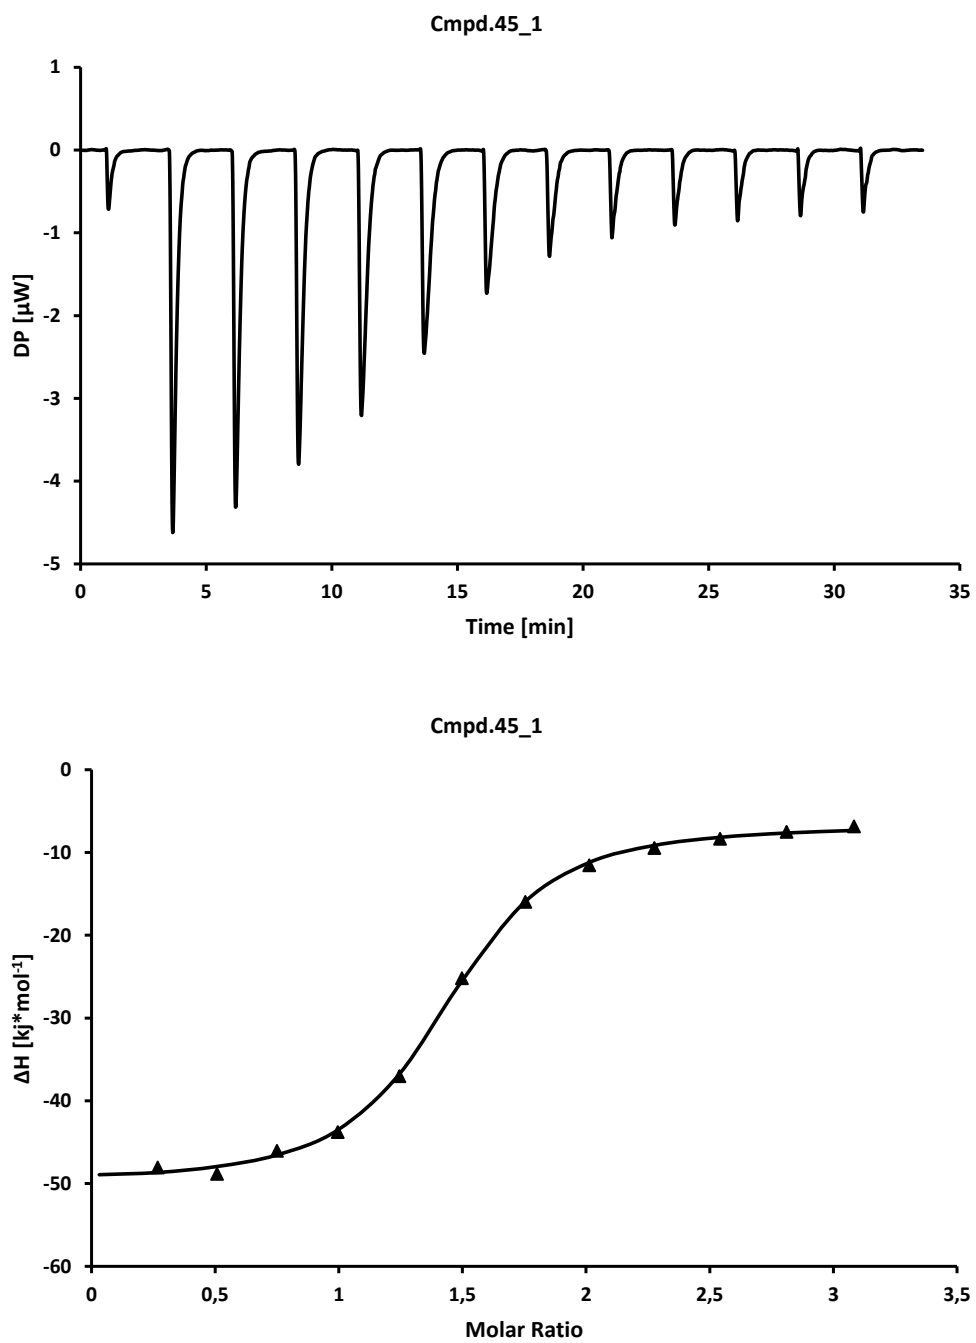 Cmpd.45_1
1
0
-1
-2
-3
-4
-5
DP [µW]
0 5 10 15 20 25 30 35
Time [min]
Cmpd.45_1
0
-10
-20
-30
-40
-50
-60
ΔH [kj*mol-1]
0 0,5 1 1,5 2 2,5 3 3,5
Molar Ratio